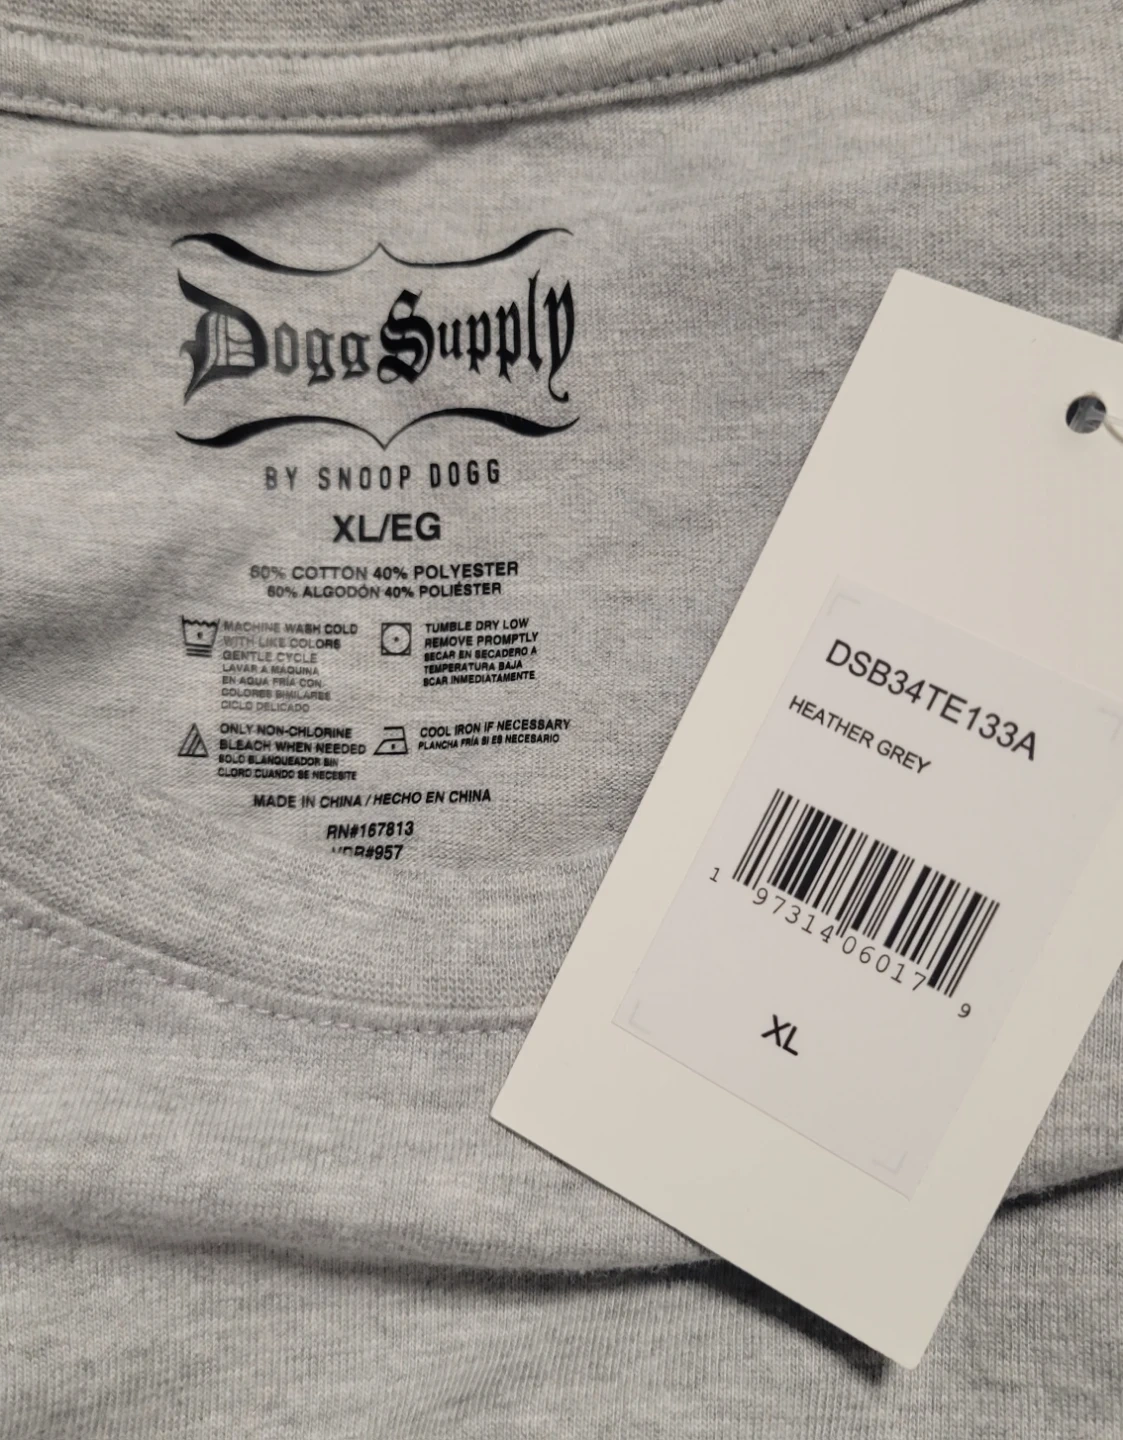 Dogg Supply
BY SNOOP DOGG
XL/EG
60% COTTON 40% POLYESTER
60% ALGODÓN 40% POLIÉSTER
MACHINE WASH COLD
WITH LIKE COLORS
GENTLE CYCLE
LAVAR A MAQUINA
EN AGUA FRÍA CON
COLORES SIMILARES
CICLO DELICADO
TUMBLE DRY LOW
REMOVE PROMPTLY
SECAR EN SECADERO A
TEMPERATURA BAJA
SCAR INMEDIATAMENTE
ONLY NON-CHLORINE
BLEACH WHEN NEEDED
SOLO BLANQUEADOR SIN
CLORO CUANDO SE NECESITE
COOL IRON IF NECESSARY
PLANCHA FRÍA SI ES NECESARIO
MADE IN CHINA / HECHO EN CHINA
RN#167813
#957
DSB34TE133A
HEATHER GREY
1 97314 06017 9
XL